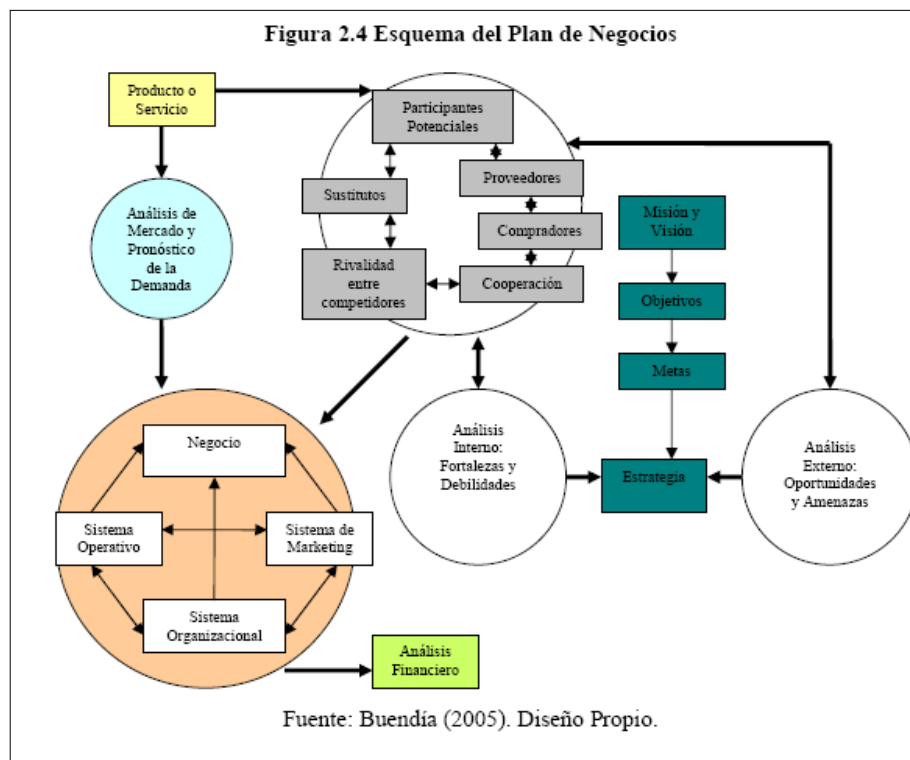 Figura 2.4 Esquema del Plan de Negocios
Producto o
Servicio
Participantes
Potenciales
Proveedores
Sustitutos
Compradores
Rivalidad
entre
competidores
Cooperación
Análisis de
Mercado y
Pronóstico
de la
Demanda
Misión y
Visión
Objetivos
Metas
Estrategia
Análisis
Interno:
Fortalezas y
Debilidades
Análisis
Externo:
Oportunidades
y Amenazas
Negocio
Sistema
Operativo
Sistema de
Marketing
Sistema
Organizacional
Análisis
Financiero
Fuente: Buendía (2005). Diseño Propio.